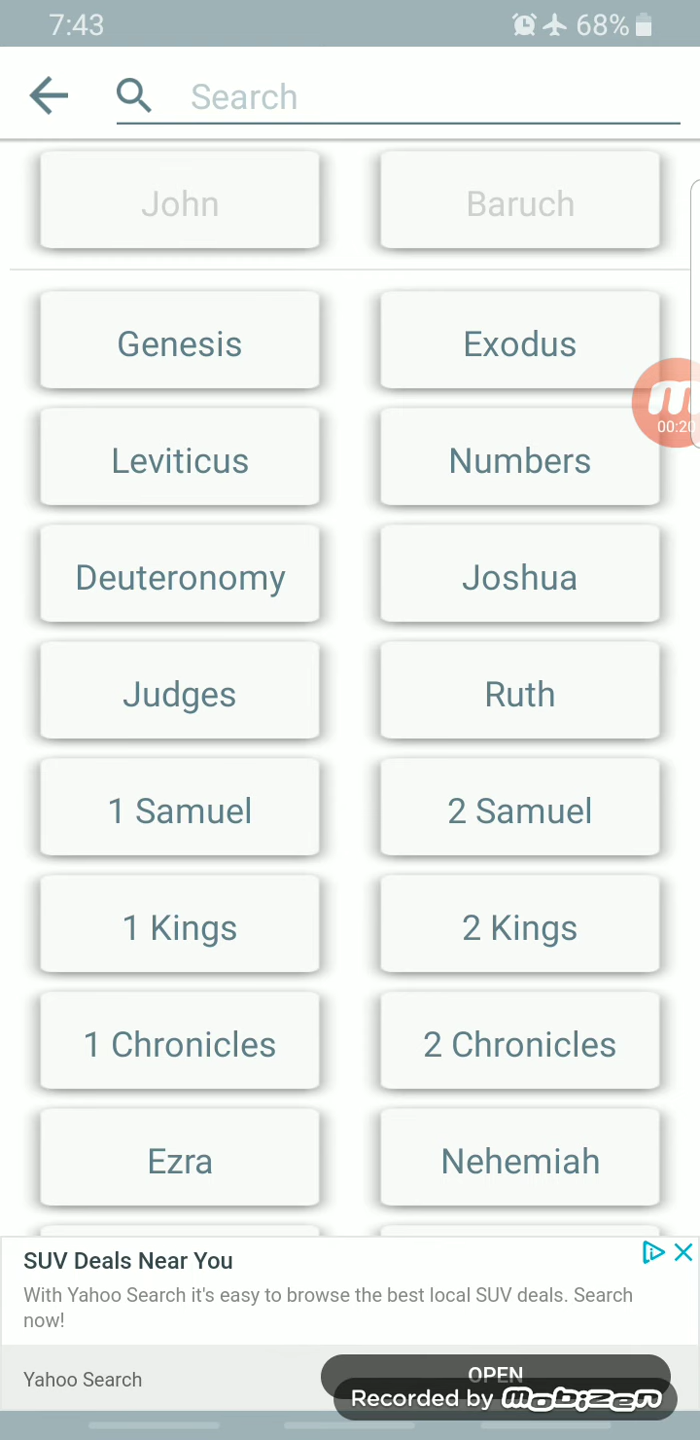 7:43 68%
Search
John Baruch
Genesis Exodus
Leviticus Numbers
00:20
Deuteronomy Joshua
Judges Ruth
1 Samuel 2 Samuel
1 Kings 2 Kings
1 Chronicles 2 Chronicles
Ezra Nehemiah
SUV Deals Near You
With Yahoo Search it's easy to browse the best local SUV deals. Search
now!
Yahoo Search OPEN
Recorded by mobizen